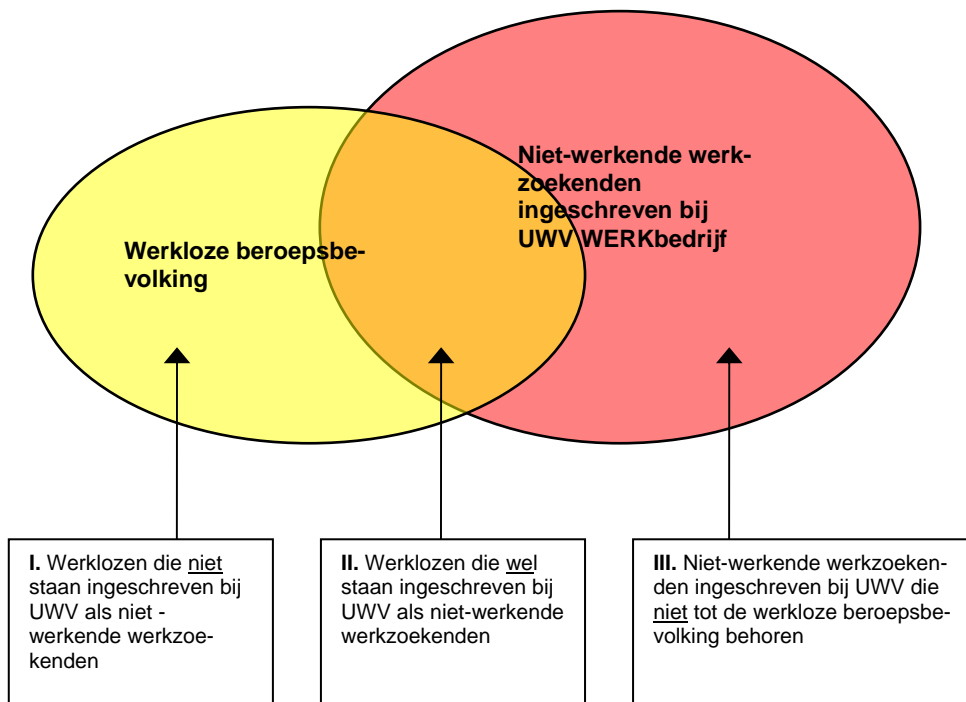 Niet-werkende werk-
zoekenden
ingeschreven bij
UWV WERKbedrijf
Werkloze beroepsbe-
volking
I. Werklozen die niet
staan ingeschreven bij
UWV als niet -
werkende werkzoe-
kenden
II. Werklozen die wel
staan ingeschreven bij
UWV als niet-werkende
werkzoekenden
III. Niet-werkende werkzoeken-
den ingeschreven bij UWV die
niet tot de werkloze beroepsbe-
volking behoren